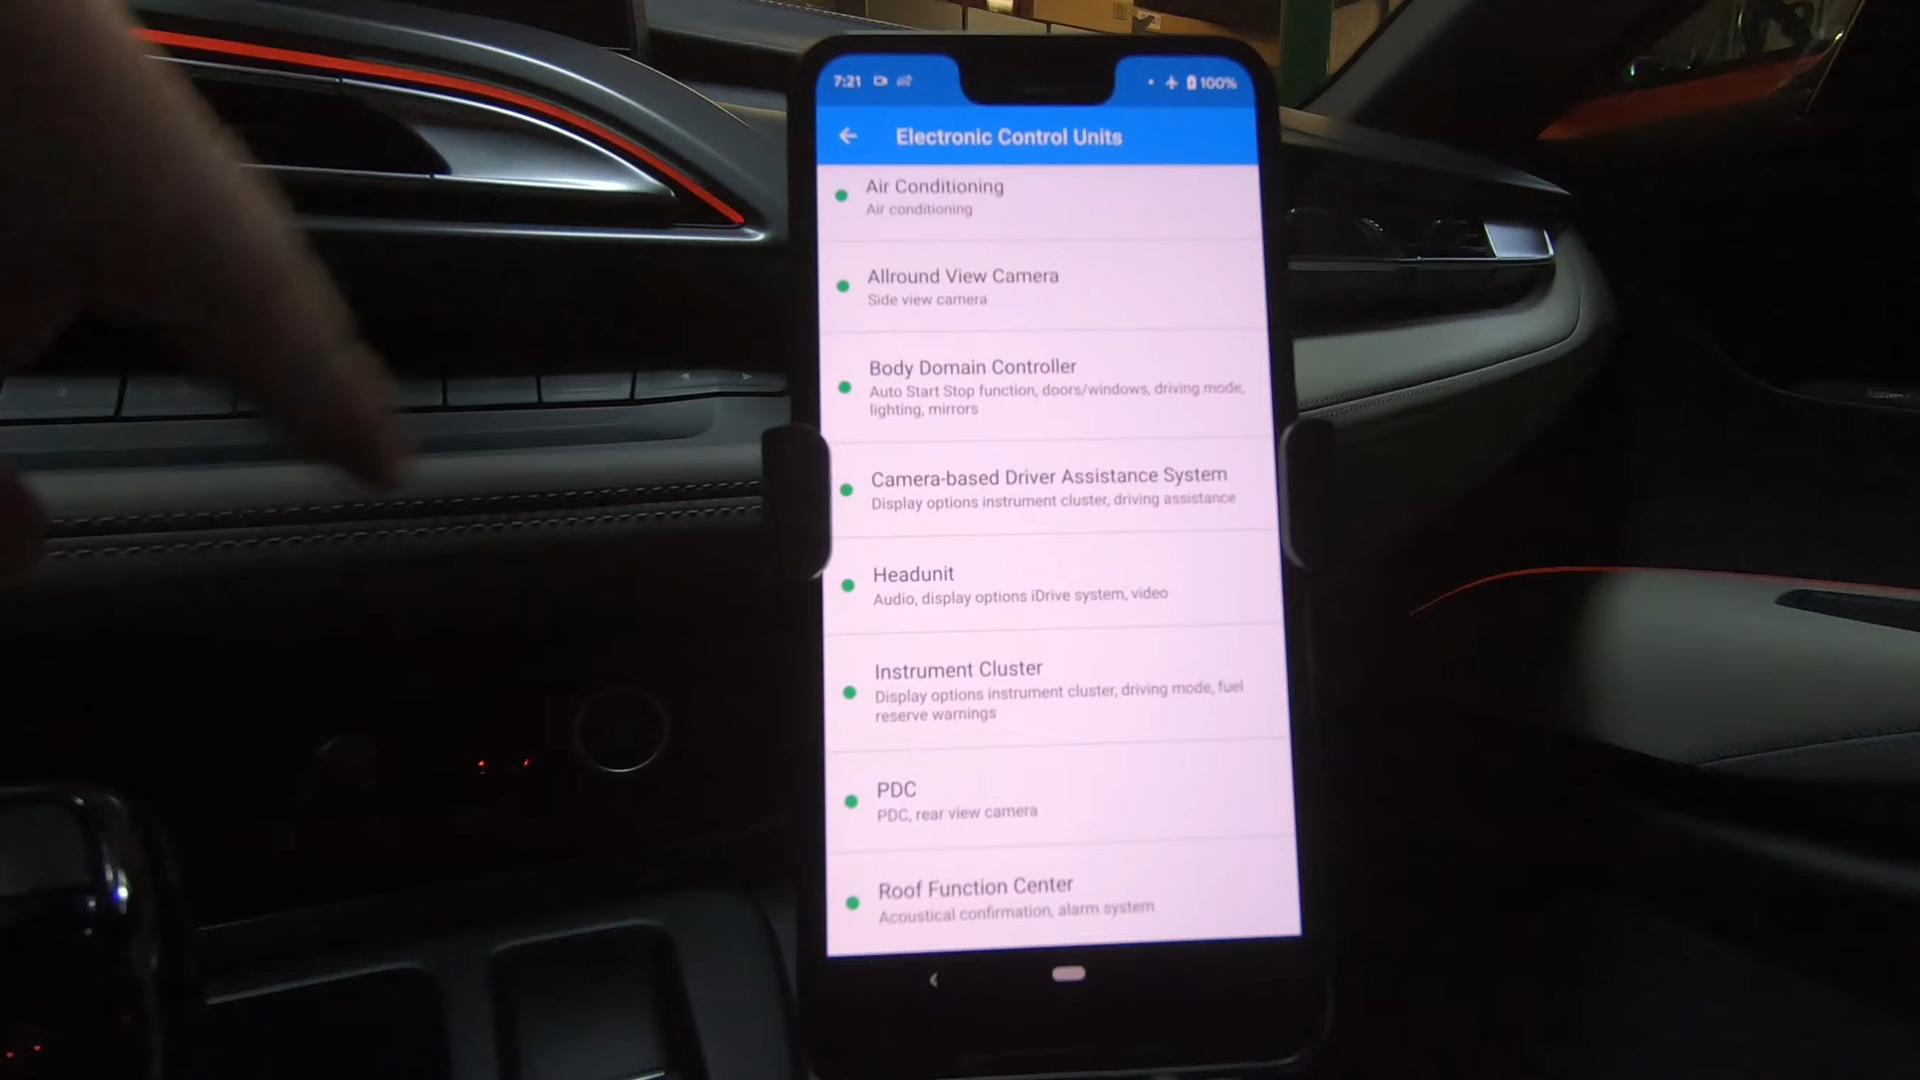 7:21
100%
Electronic Control Units
Air Conditioning
Air conditioning
Allround View Camera
Side view camera
Body Domain Controller
Auto Start Stop function, doors/windows, driving mode,
lighting, mirrors
Camera-based Driver Assistance System
Display options instrument cluster, driving assistance
Headunit
Audio, display options iDrive system, video
Instrument Cluster
Display options instrument cluster, driving mode, fuel
reserve warnings
PDC
PDC, rear view camera
Roof Function Center
Acoustical confirmation, alarm system